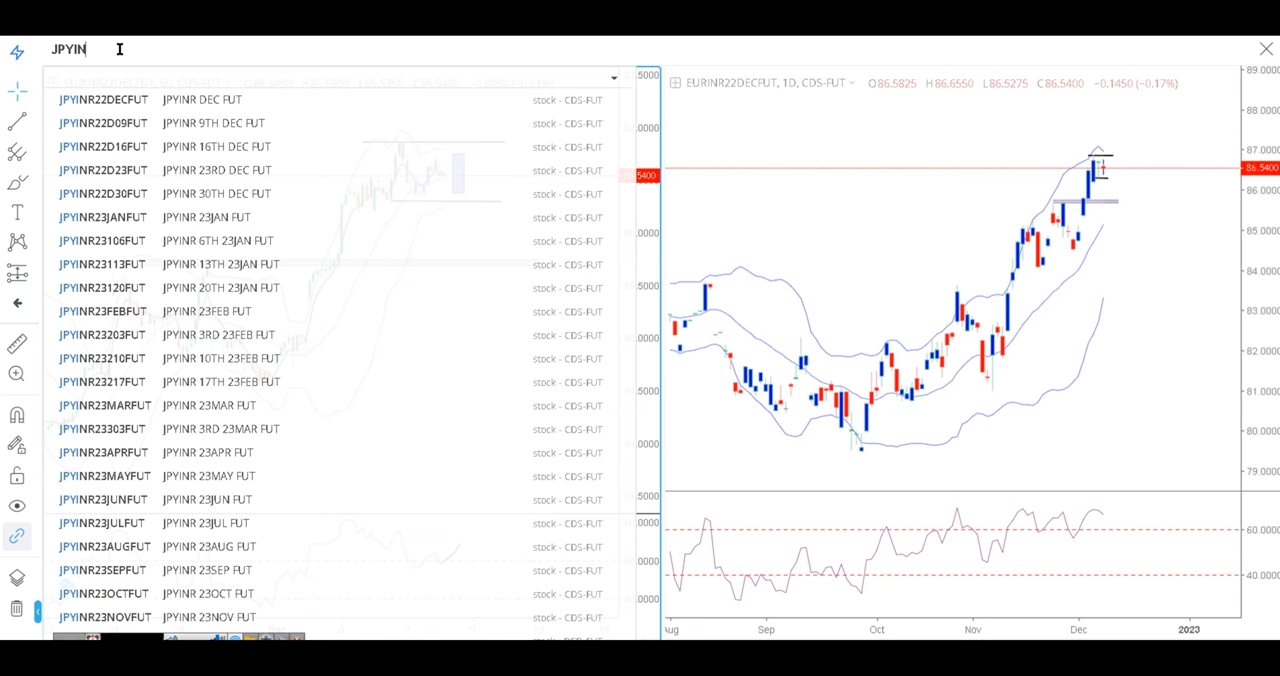 JPYIN
JPYINR22DECFUT JPYINR DEC FUT stock - CDS-FUT
JPYINR22D09FUT JPYINR 9TH DEC FUT stock - CDS-FUT
JPYINR22D16FUT JPYINR 16TH DEC FUT stock - CDS-FUT
JPYINR22D23FUT JPYINR 23RD DEC FUT stock - CDS-FUT
JPYINR22D30FUT JPYINR 30TH DEC FUT stock - CDS-FUT
JPYINR23JANFUT JPYINR 23JAN FUT stock - CDS-FUT
JPYINR23106FUT JPYINR 6TH 23JAN FUT stock - CDS-FUT
JPYINR23113FUT JPYINR 13TH 23JAN FUT stock - CDS-FUT
JPYINR23120FUT JPYINR 20TH 23JAN FUT stock - CDS-FUT
JPYINR23FEBFUT JPYINR 23FEB FUT stock - CDS-FUT
JPYINR23203FUT JPYINR 3RD 23FEB FUT stock - CDS-FUT
JPYINR23210FUT JPYINR 10TH 23FEB FUT stock - CDS-FUT
JPYINR23217FUT JPYINR 17TH 23FEB FUT stock - CDS-FUT
JPYINR23MARFUT JPYINR 23MAR FUT stock - CDS-FUT
JPYINR23303FUT JPYINR 3RD 23MAR FUT stock - CDS-FUT
JPYINR23APRFUT JPYINR 23APR FUT stock - CDS-FUT
JPYINR23MAYFUT JPYINR 23MAY FUT stock - CDS-FUT
JPYINR23JUNFUT JPYINR 23JUN FUT stock - CDS-FUT
JPYINR23JULFUT JPYINR 23JUL FUT stock - CDS-FUT
JPYINR23AUGFUT JPYINR 23AUG FUT stock - CDS-FUT
JPYINR23SEPFUT JPYINR 23SEP FUT stock - CDS-FUT
JPYINR23OCTFUT JPYINR 23OCT FUT stock - CDS-FUT
JPYINR23NOVFUT JPYINR 23NOV FUT stock - CDS-FUT
EURINR22DECFUT, 1D, CDS-FUT O86.5825 H86.6550 L86.5275 C86.5400 −0.1450 (−0.17%)
89.0000
88.0000
87.0000
86.5400
86.0000
85.0000
84.0000
83.0000
82.0000
81.0000
80.0000
79.0000
60.0000
40.0000
Aug Sep Oct Nov Dec 2023